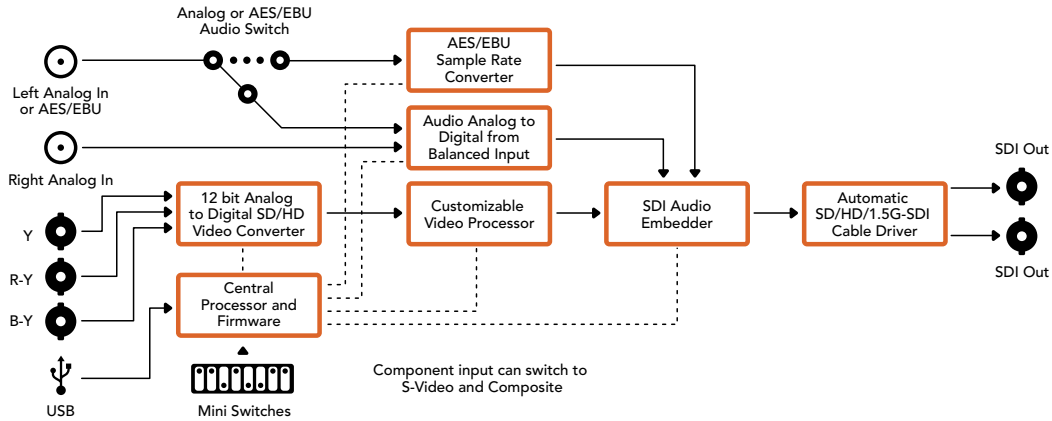 Analog or AES/EBU
Audio Switch
Left Analog In
or AES/EBU
Right Analog In
AES/EBU
Sample Rate
Converter
Audio Analog to
Digital from
Balanced Input
Y
R-Y
B-Y
USB
12 bit Analog
to Digital SD/HD
Video Converter
Central
Processor and
Firmware
Mini Switches
Customizable
Video Processor
SDI Audio
Embedder
Automatic
SD/HD/1.5G-SDI
Cable Driver
SDI Out
SDI Out
Component input can switch to
S-Video and Composite